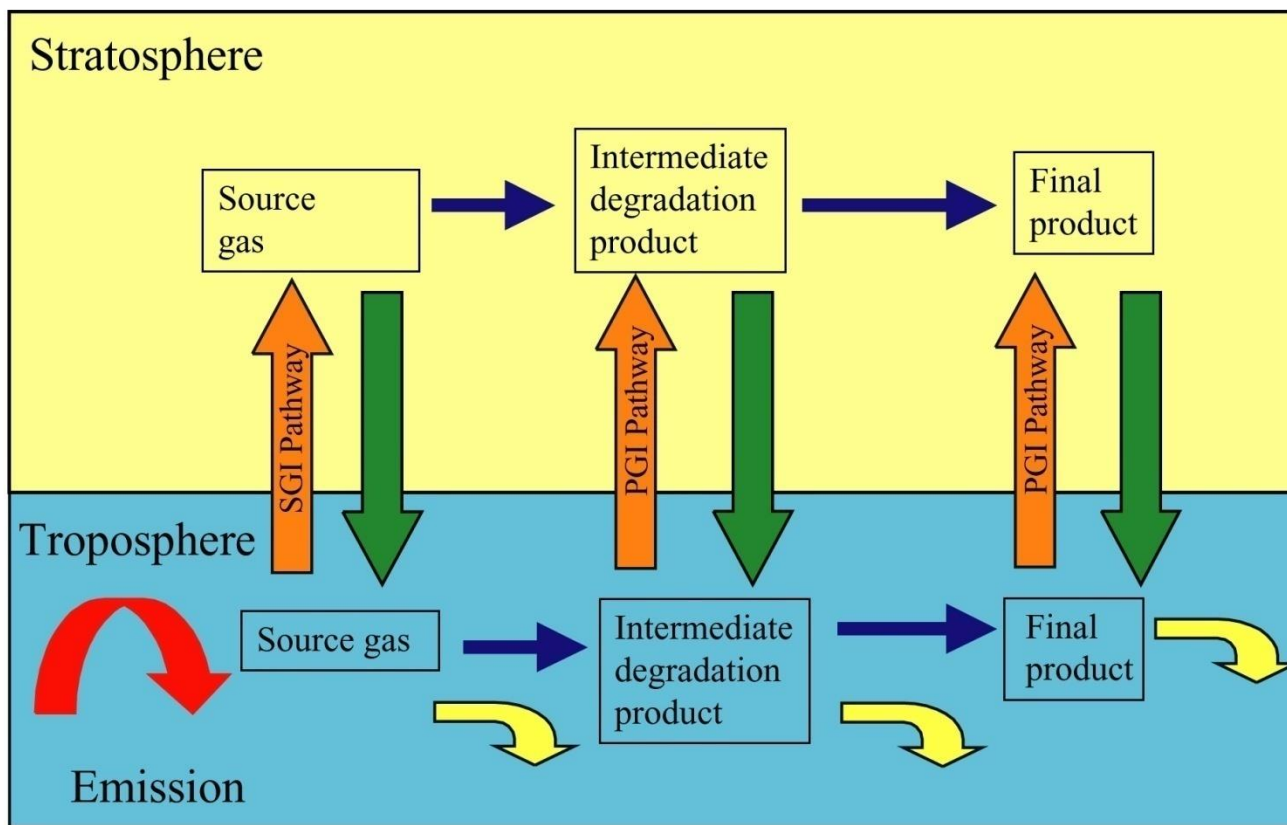 Stratosphere
Source
gas
Intermediate
degradation
product
Final
product
SGI Pathway
PGI Pathway
PGI Pathway
Troposphere
Source gas
Intermediate
degradation
product
Final
product
Emission